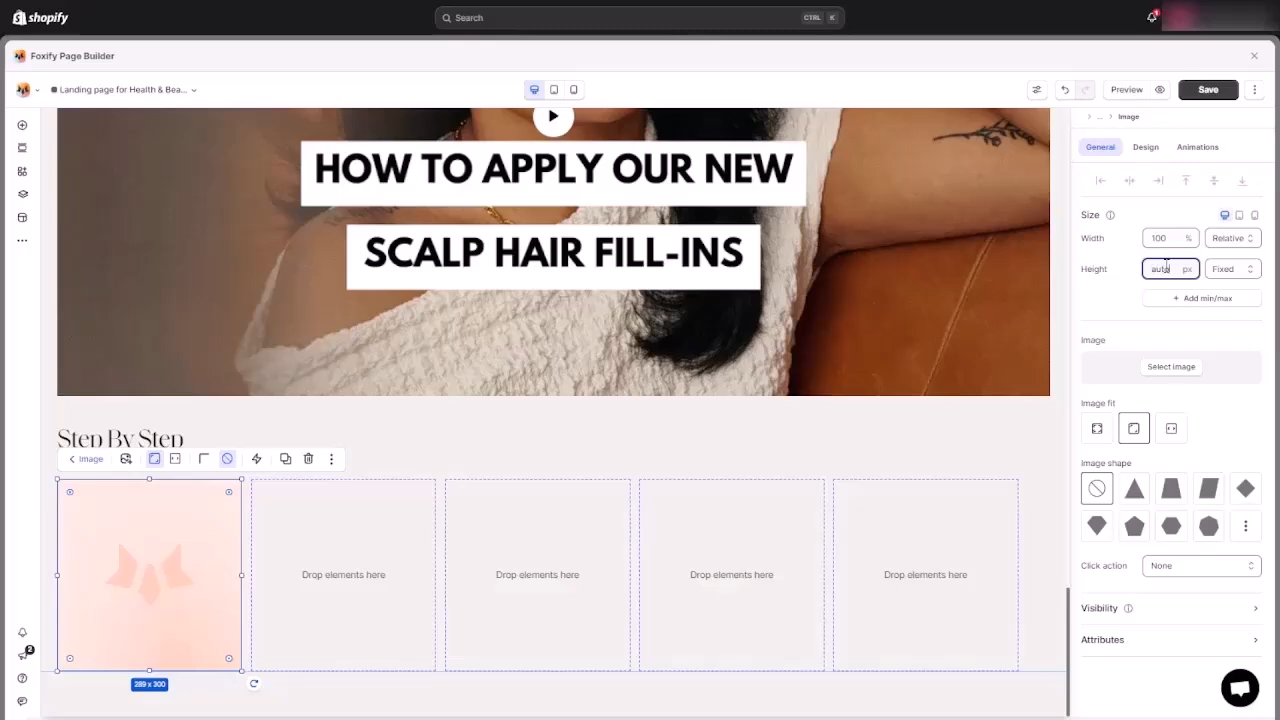 shopify
Search
CTRL K
1
Foxify Page Builder
Landing page for Health & Bea...
Preview
Save
... > Image
General Design Animations
Size
Width 100 % Relative
Height auto px Fixed
+ Add min/max
Image
Select image
Image fit
Image shape
Click action None
Visibility
Attributes
HOW TO APPLY OUR NEW
SCALP HAIR FILL-INS
Step By Step
Image
Drop elements here
Drop elements here
Drop elements here
Drop elements here
289 x 300
2